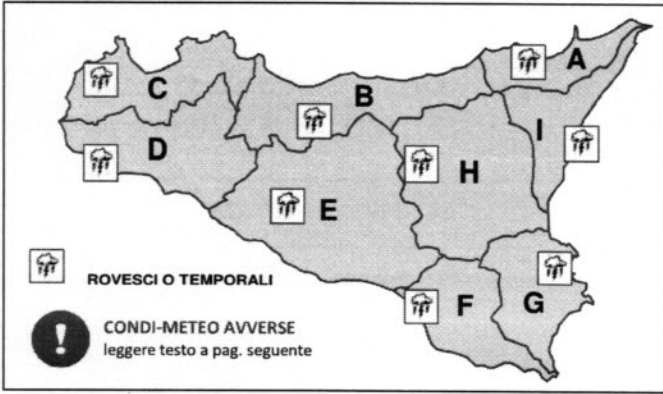 A
C
B
I
D
H
E
ROVESCI O TEMPORALI
F
G
CONDI-METEO AVVERSE
leggere testo a pag. seguente